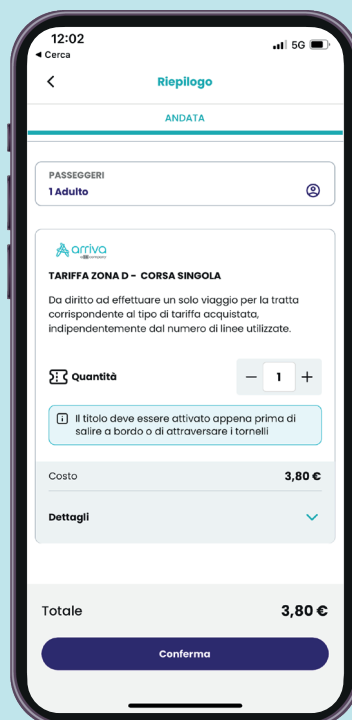 12:02
5G
◀ Cerca
Riepilogo
ANDATA
PASSEGGERI
1 Adulto
arriva
TARIFFA ZONA D - CORSA SINGOLA
Da diritto ad effettuare un solo viaggio per la tratta
corrispondente al tipo di tariffa acquistata,
indipendentemente dal numero di linee utilizzate.
Quantità
— 1 +
Il titolo deve essere attivato appena prima di
salire a bordo o di attraversare i tornelli
Costo 3,80 €
Dettagli
Totale 3,80 €
Conferma